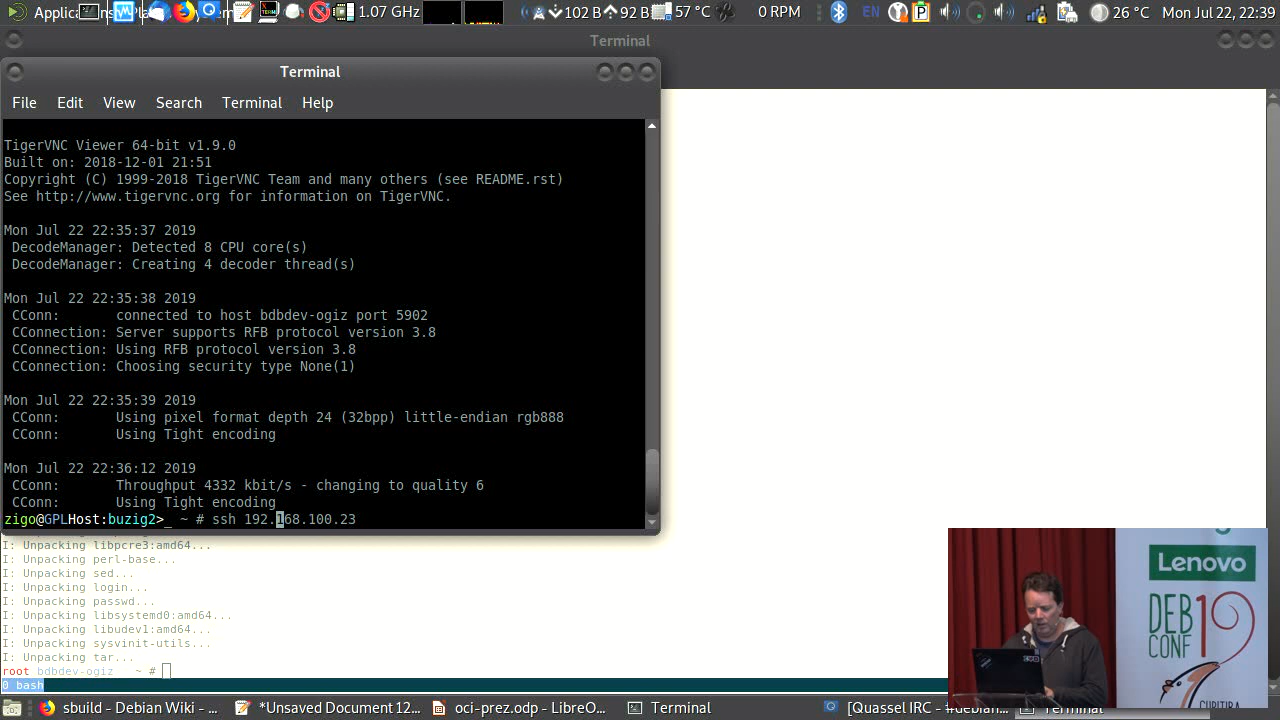 Applications
1.07 GHz
102 B
92 B
57 °C
0 RPM
EN
26 °C
Mon Jul 22, 22:39
Terminal
Terminal
File Edit View Search Terminal Help
TigerVNC Viewer 64-bit v1.9.0
Built on: 2018-12-01 21:51
Copyright (C) 1999-2018 TigerVNC Team and many others (see README.rst)
See http://www.tigervnc.org for information on TigerVNC.
Mon Jul 22 22:35:37 2019
DecodeManager: Detected 8 CPU core(s)
DecodeManager: Creating 4 decoder thread(s)
Mon Jul 22 22:35:38 2019
CConn: connected to host bdbdev-ogiz port 5902
CConnection: Server supports RFB protocol version 3.8
CConnection: Using RFB protocol version 3.8
CConnection: Choosing security type None(1)
Mon Jul 22 22:35:39 2019
CConn: Using pixel format depth 24 (32bpp) little-endian rgb888
CConn: Using Tight encoding
Mon Jul 22 22:36:12 2019
CConn: Throughput 4332 kbit/s - changing to quality 6
CConn: Using Tight encoding
zigo@GPLHost:buzig2>_ ~ # ssh 192.168.100.23
I: Unpacking libpcre3:amd64...
I: Unpacking perl-base...
I: Unpacking sed...
I: Unpacking login...
I: Unpacking passwd...
I: Unpacking libsystemd0:amd64...
I: Unpacking libudev1:amd64...
I: Unpacking sysvinit-utils...
I: Unpacking tar...
root bdbdev-ogiz ~ #
0 bash
Lenovo
DEB
CONF
19
CURITIBA
sbuild - Debian Wiki - ...
*Unsaved Document 12...
oci-prez.odp - LibreO...
Terminal
[Quassel IRC - #debian...
Terminal